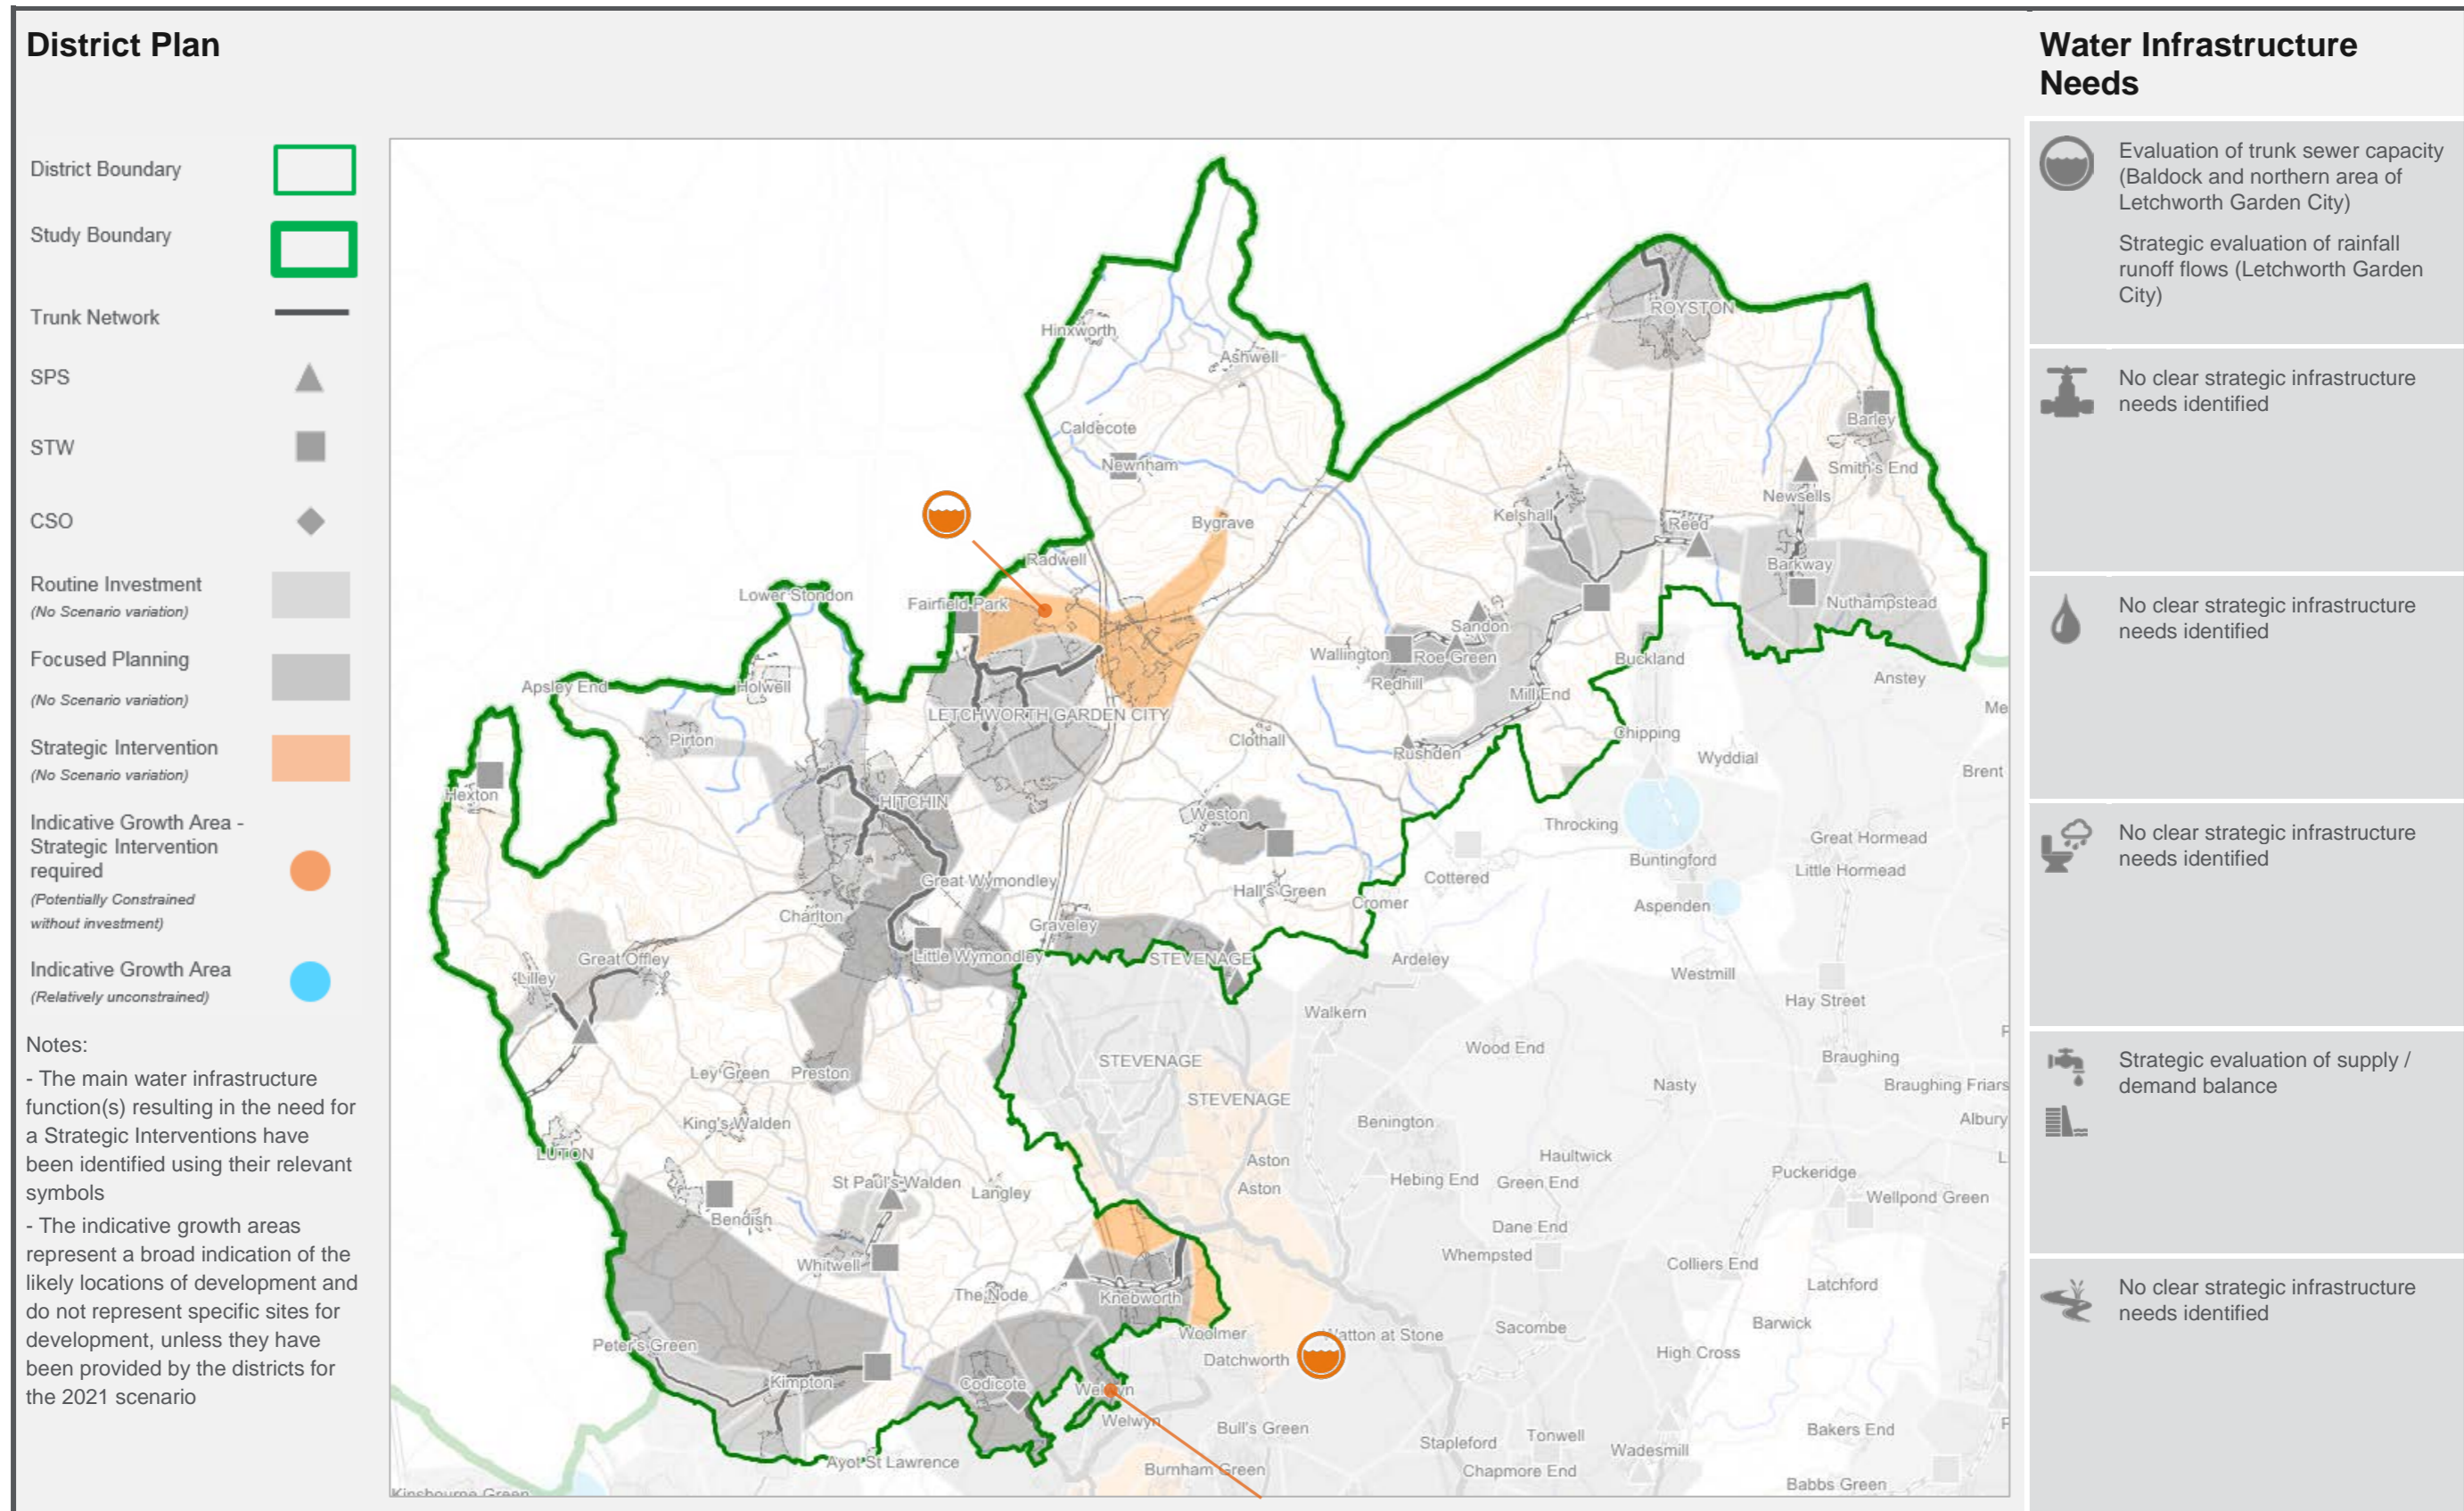 District Plan
Water Infrastructure
Needs
District Boundary
Study Boundary
Trunk Network
SPS
STW
CSO
Routine Investment
(No Scenario variation)
Focused Planning
(No Scenario variation)
Strategic Intervention
(No Scenario variation)
Indicative Growth Area -
Strategic Intervention
required
(Potentially Constrained
without investment)
Indicative Growth Area
(Relatively unconstrained)
Notes:
- The main water infrastructure
function(s) resulting in the need for
a Strategic Interventions have
been identified using their relevant
symbols
- The indicative growth areas
represent a broad indication of the
likely locations of development and
do not represent specific sites for
development, unless they have
been provided by the districts for
the 2021 scenario
Hinxworth
Ashwell
ROYSTON
Caldecote
Newnham
Barley
Smith's End
Newsells
Bygrave
Kelshall
Reed
Radwell
Barkway
Lower Stondon
Fairfield Park
Nuthampstead
Sandon
Wallington
Roe Green
Buckland
Redhill
Anstey
Apsley End
Holwell
Mill End
Me
LETCHWORTH GARDEN CITY
Pirton
Clothall
Chipping
Rushden
Wyddial
Brent
Hexton
HITCHIN
Weston
Throcking
Great Hormead
Buntingford
Little Hormead
Great Wymondley
Cottered
Hall's Green
Cromer
Aspenden
Charlton
Graveley
Great Offley
Little Wymondley
STEVENAGE
Ardeley
Westmill
Lilley
Hay Street
Walkern
STEVENAGE
Wood End
Braughing
Ley Green
Preston
Nasty
Braughing Friars
STEVENAGE
King's Walden
Benington
Albury
LUTON
Aston
Haultwick
Puckeridge
St Paul's Walden
Langley
Aston
Hebing End
Green End
Wellpond Green
Bendish
Dane End
Whempsted
Whitwell
Colliers End
Latchford
The Node
Knebworth
Barwick
Woolmer
Watton at Stone
Sacombe
Peter's Green
Datchworth
High Cross
Kimpton
Codicote
Welwyn
Welwyn
Bull's Green
Bakers End
Stapleford
Tonwell
Wadesmill
Ayot St Lawrence
Burnham Green
Chapmore End
Babbs Green
Kinsbourne Green
Evaluation of trunk sewer capacity
(Baldock and northern area of
Letchworth Garden City)
Strategic evaluation of rainfall
runoff flows (Letchworth Garden
City)
No clear strategic infrastructure
needs identified
No clear strategic infrastructure
needs identified
No clear strategic infrastructure
needs identified
Strategic evaluation of supply /
demand balance
No clear strategic infrastructure
needs identified